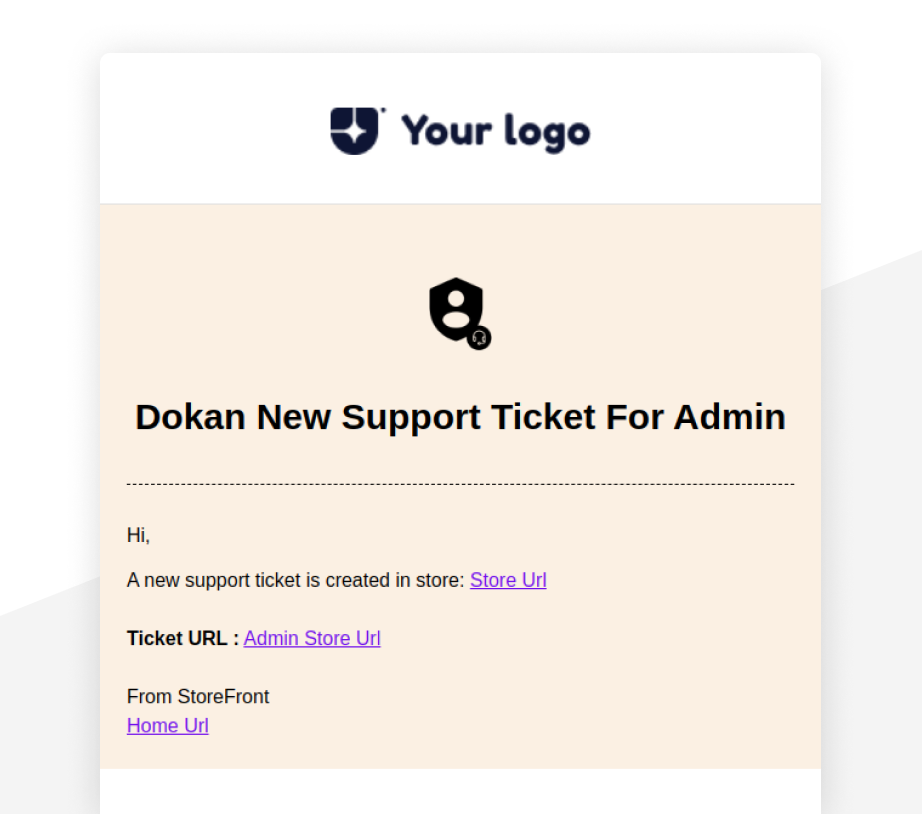 Your logo
Dokan New Support Ticket For Admin
Hi,
A new support ticket is created in store: Store Url
Ticket URL : Admin Store Url
From StoreFront
Home Url